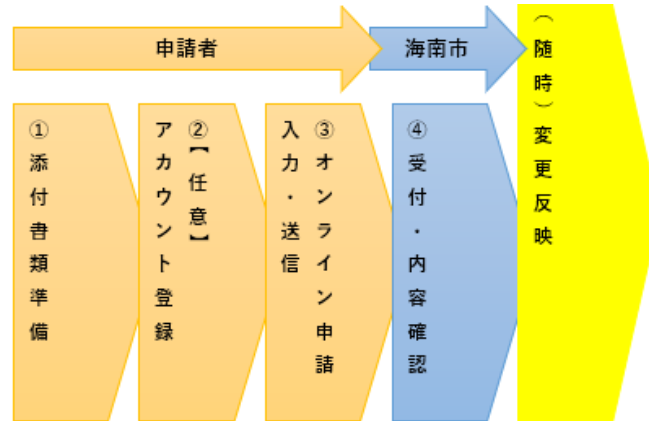 申請者
海南市
①添付書類準備
②【任意】
アカウント登録
③オンライン申請
入力・送信
④受付・内容確認
（随時）変更反映